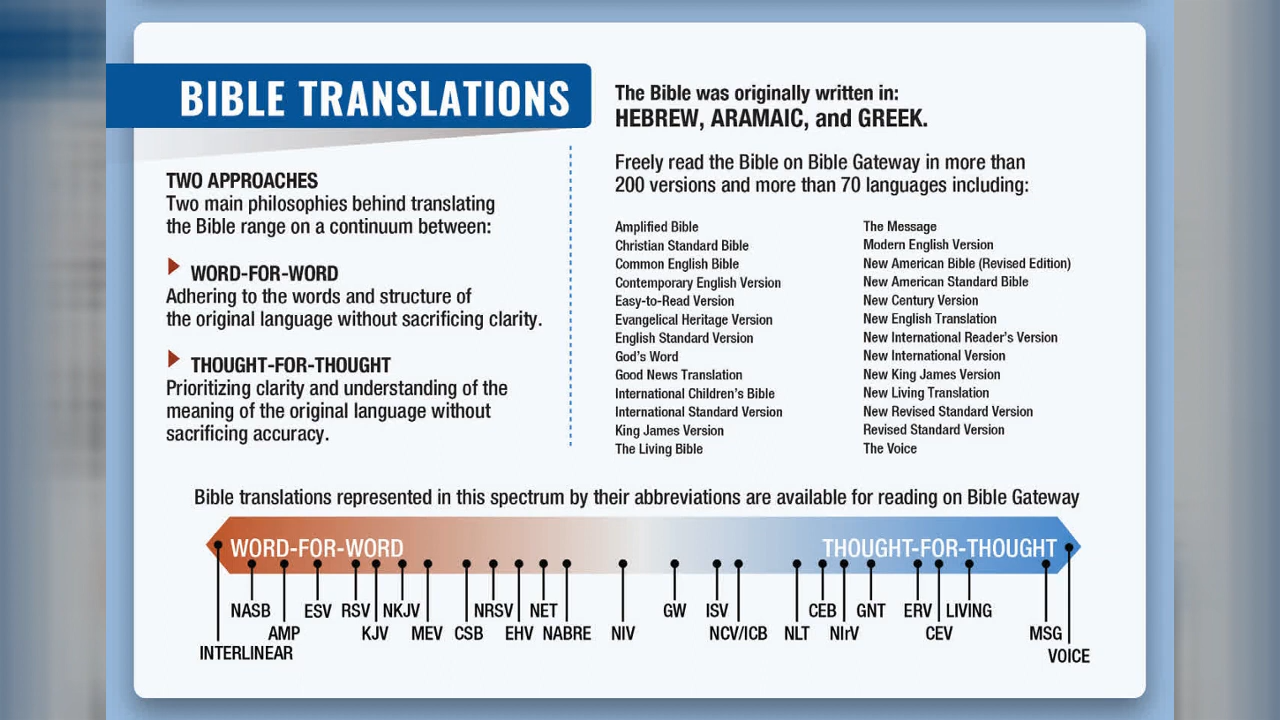 BIBLE TRANSLATIONS
TWO APPROACHES
Two main philosophies behind translating
the Bible range on a continuum between:
WORD-FOR-WORD
Adhering to the words and structure of
the original language without sacrificing clarity.
THOUGHT-FOR-THOUGHT
Prioritizing clarity and understanding of the
meaning of the original language without
sacrificing accuracy.
The Bible was originally written in:
HEBREW, ARAMAIC, and GREEK.
Freely read the Bible on Bible Gateway in more than
200 versions and more than 70 languages including:
Amplified Bible
Christian Standard Bible
Common English Bible
Contemporary English Version
Easy-to-Read Version
Evangelical Heritage Version
English Standard Version
God's Word
Good News Translation
International Children's Bible
International Standard Version
King James Version
The Living Bible
The Message
Modern English Version
New American Bible (Revised Edition)
New American Standard Bible
New Century Version
New English Translation
New International Reader's Version
New International Version
New King James Version
New Living Translation
New Revised Standard Version
Revised Standard Version
The Voice
Bible translations represented in this spectrum by their abbreviations are available for reading on Bible Gateway
WORD-FOR-WORD THOUGHT-FOR-THOUGHT
NASB ESV RSV NKJV NRSV NET GW ISV CEB GNT ERV LIVING
AMP KJV MEV CSB EHV NABRE NIV NCV/ICB NLT NIrV CEV MSG
INTERLINEAR VOICE